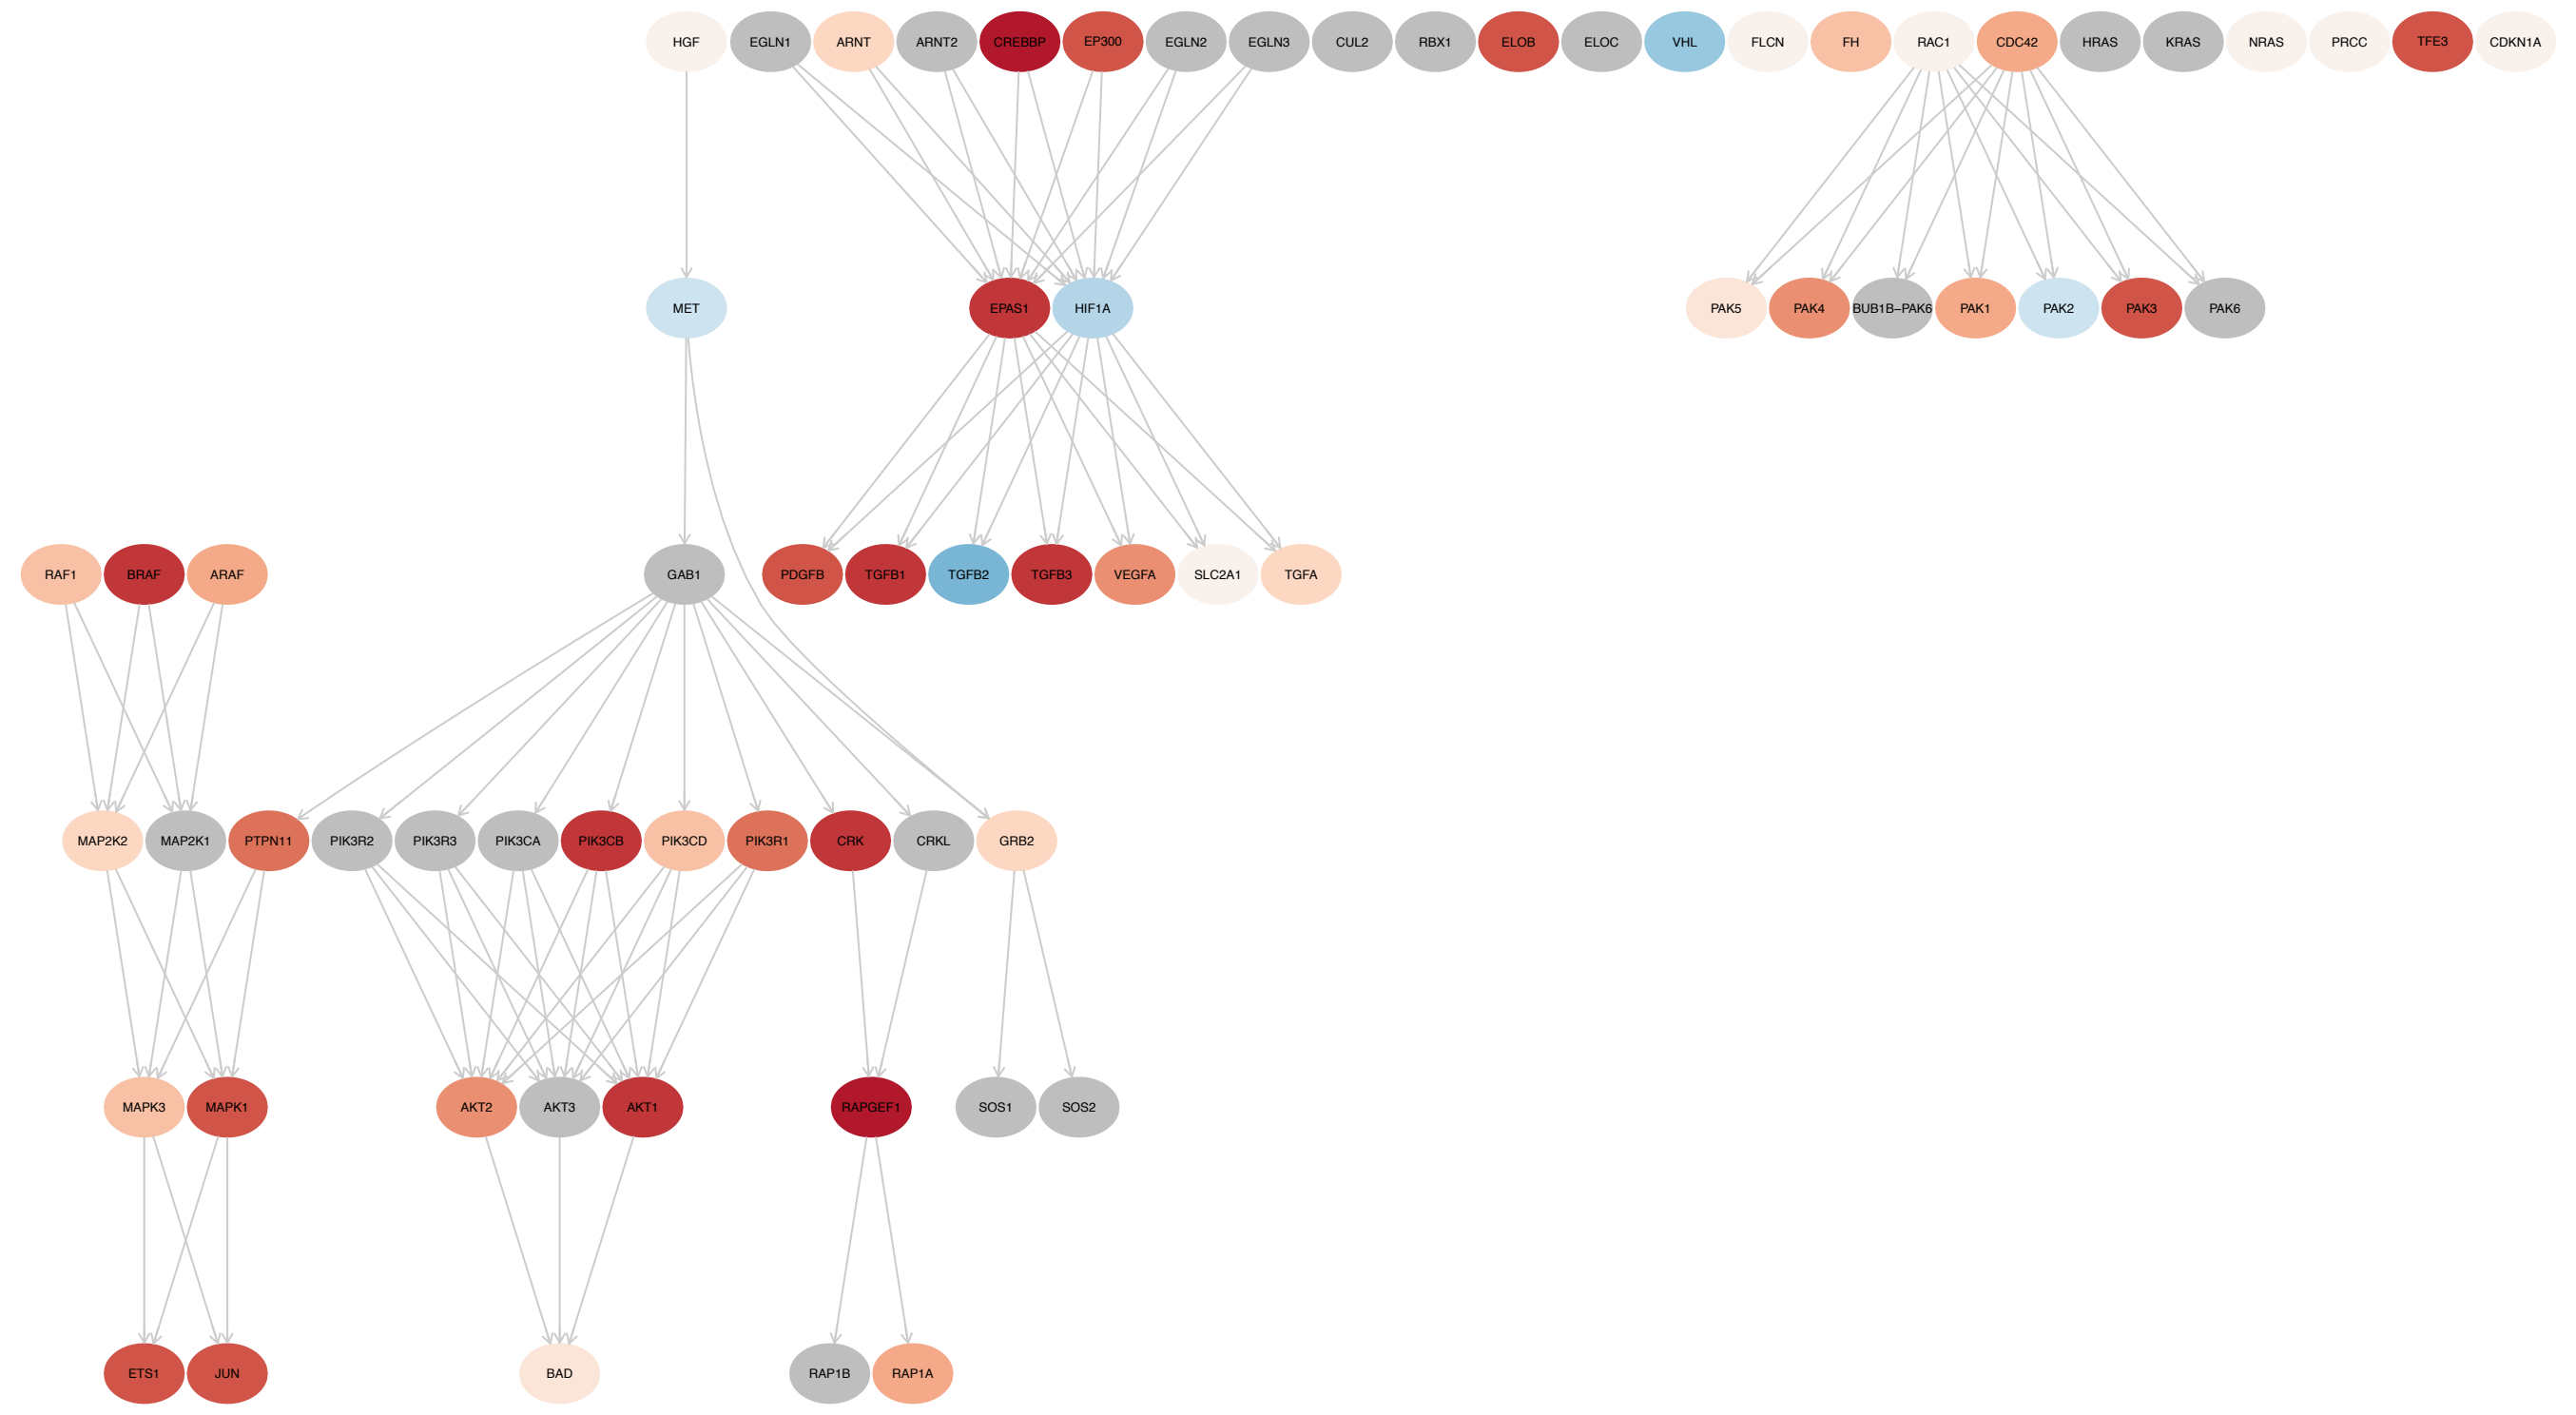 HGF EGLN1 ARNT ARNT2 CREBBP EP300 EGLN2 EGLN3 CUL2 RBX1 ELOB ELOC VHL FLCN FH RAC1 CDC42 HRAS KRAS NRAS PRCC TFE3 CDKN1A
MET EPAS1 HIF1A PAK5 PAK4 BUB1B−PAK6 PAK1 PAK2 PAK3 PAK6
RAF1 BRAF ARAF GAB1 PDGFB TGFB1 TGFB2 TGFB3 VEGFA SLC2A1 TGFA
MAP2K2 MAP2K1 PTPN11 PIK3R2 PIK3R3 PIK3CA PIK3CB PIK3CD PIK3R1 CRK CRKL GRB2
MAPK3 MAPK1 AKT2 AKT3 AKT1 RAPGEF1 SOS1 SOS2
ETS1 JUN BAD RAP1B RAP1A